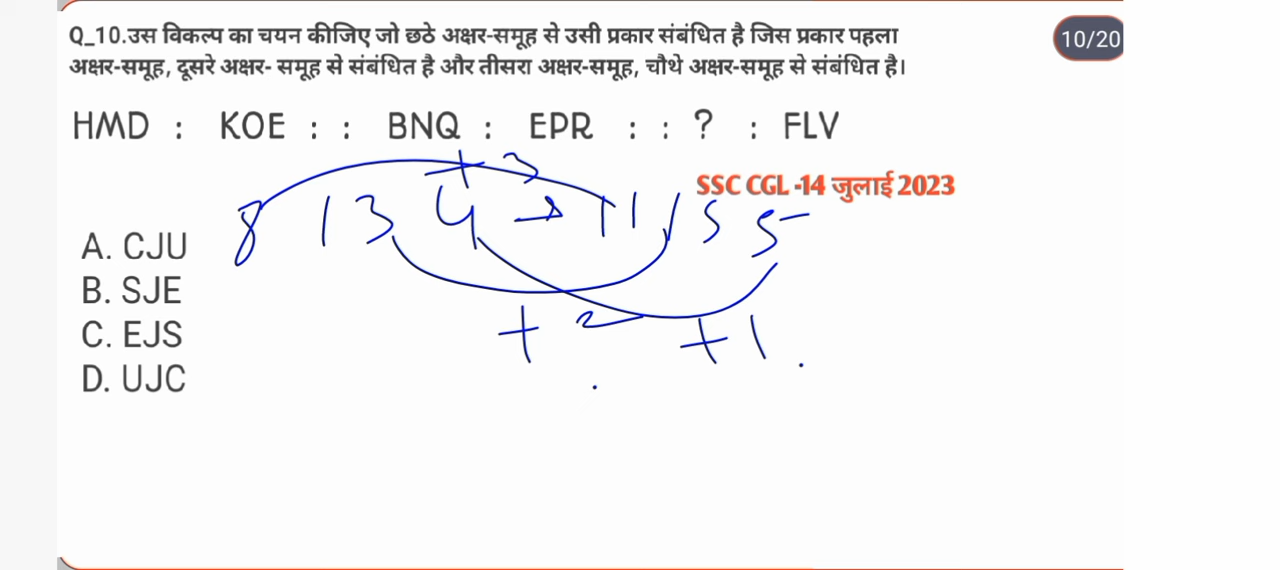 Q_10.उस विकल्प का चयन कीजिए जो छठे अक्षर-समूह से उसी प्रकार संबंधित है जिस प्रकार पहला
10/20
अक्षर-समूह, दूसरे अक्षर- समूह से संबंधित है और तीसरा अक्षर-समूह, चौथे अक्षर-समूह से संबंधित है।
HMD : KOE : : BNQ : EPR : : ? : FLV
+3
SSC CGL -14 जुलाई 2023
8 13 4 → 11 15 5
A. CJU
B. SJE
+2 +1
C. EJS
D. UJC